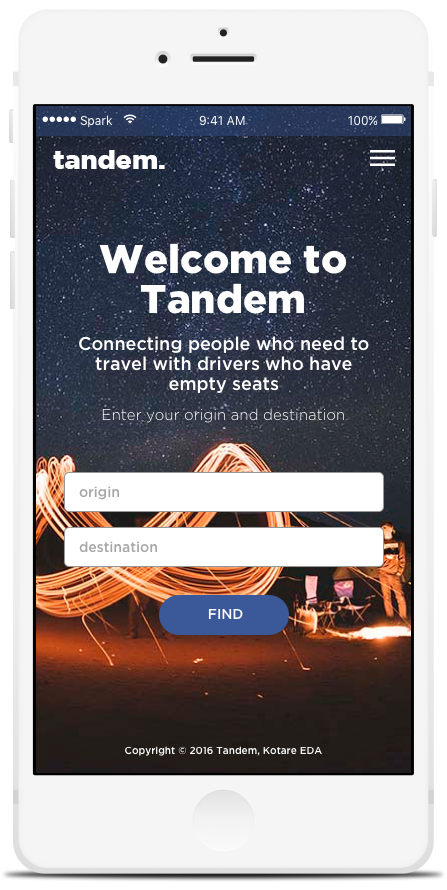 Spark 9:41 AM 100%
tandem.
Welcome to
Tandem
Connecting people who need to
travel with drivers who have
empty seats
Enter your origin and destination
origin
destination
FIND
Copyright © 2016 Tandem, Kotare EDA